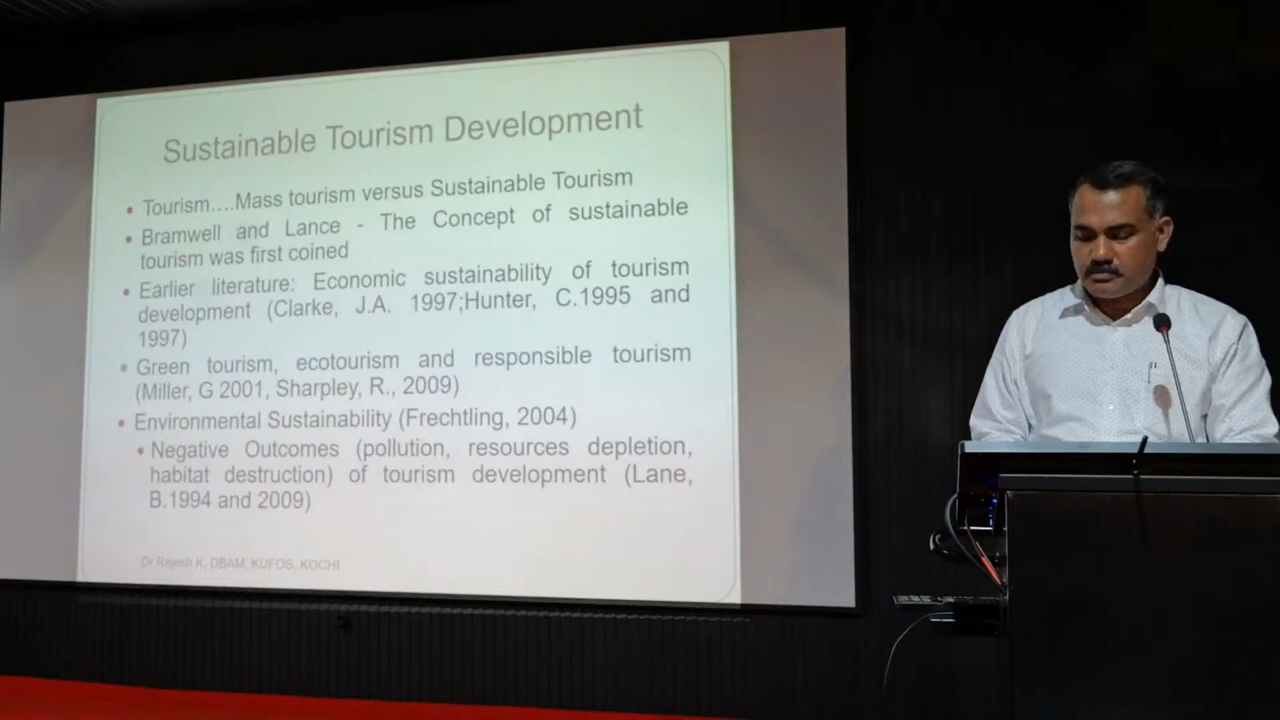 Sustainable Tourism Development
• Tourism....Mass tourism versus Sustainable Tourism
• Bramwell and Lance - The Concept of sustainable
tourism was first coined
• Earlier literature: Economic sustainability of tourism
development (Clarke, J.A. 1997;Hunter, C.1995 and
1997)
• Green tourism, ecotourism and responsible tourism
(Miller, G 2001, Sharpley, R., 2009)
• Environmental Sustainability (Frechtling, 2004)
• Negative Outcomes (pollution, resources depletion,
habitat destruction) of tourism development (Lane,
B.1994 and 2009)
Dr Rajesh K, DBAM, KUFOS, KOCHI